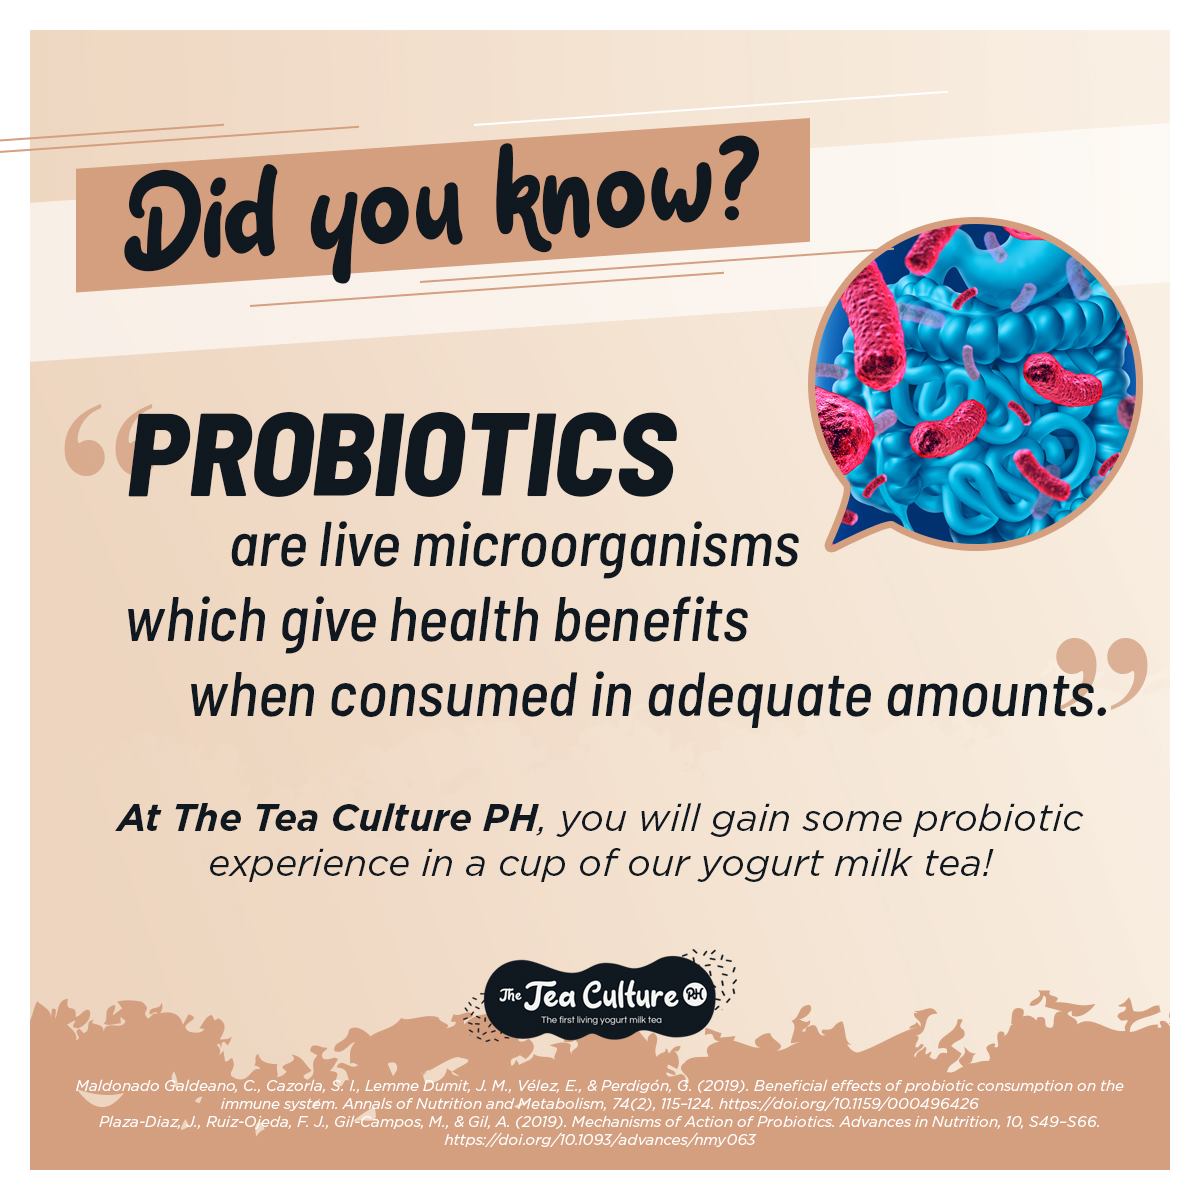 Did you know?
“PROBIOTICS
are live microorganisms
which give health benefits
when consumed in adequate amounts.”
At The Tea Culture PH, you will gain some probiotic
experience in a cup of our yogurt milk tea!
The Tea Culture PH
The first living yogurt milk tea
Maldonado Galdeano, C., Cazorla, S. I., Lemme Dumit, J. M., Vélez, E., & Perdigón, G. (2019). Beneficial effects of probiotic consumption on the
immune system. Annals of Nutrition and Metabolism, 74(2), 115–124. https://doi.org/10.1159/000496426
Plaza-Diaz, J., Ruiz-Ojeda, F. J., Gil-Campos, M., & Gil, A. (2019). Mechanisms of Action of Probiotics. Advances in Nutrition, 10, S49–S66.
https://doi.org/10.1093/advances/nmy063